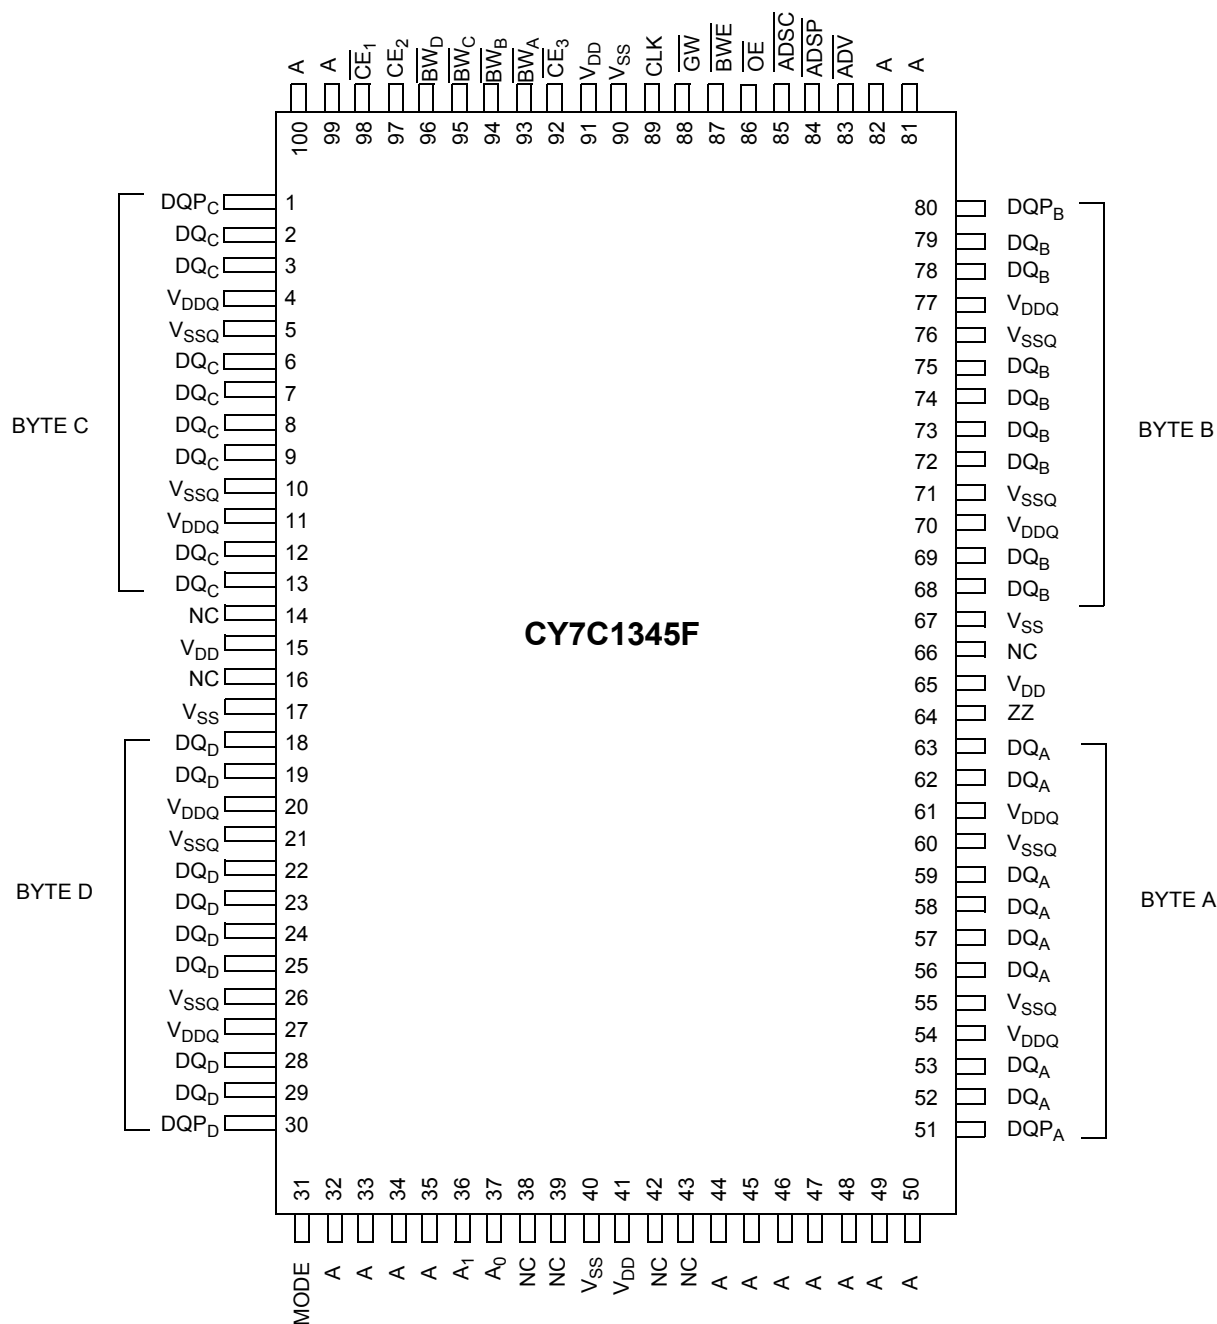 A A CE1 CE2 BWD BWC BWB BWA CE3 VDD VSS CLK GW BWE OE ADSC ADSP ADV A A
100 99 98 97 96 95 94 93 92 91 90 89 88 87 86 85 84 83 82 81
DQPC 1 80 DQPB
DQC 2 79 DQB
DQC 3 78 DQB
VDDQ 4 77 VDDQ
VSSQ 5 76 VSSQ
DQC 6 75 DQB
DQC 7 74 DQB
BYTE C DQC 8 73 DQB BYTE B
DQC 9 72 DQB
VSSQ 10 71 VSSQ
VDDQ 11 70 VDDQ
DQC 12 69 DQB
DQC 13 68 DQB
NC 14 67 VSS
CY7C1345F
VDD 15 66 NC
NC 16 65 VDD
VSS 17 64 ZZ
DQD 18 63 DQA
DQD 19 62 DQA
VDDQ 20 61 VDDQ
VSSQ 21 60 VSSQ
DQD 22 59 DQA
BYTE D DQD 23 58 DQA BYTE A
DQD 24 57 DQA
DQD 25 56 DQA
VSSQ 26 55 VSSQ
VDDQ 27 54 VDDQ
DQD 28 53 DQA
DQD 29 52 DQA
DQPD 30 51 DQPA
31 32 33 34 35 36 37 38 39 40 41 42 43 44 45 46 47 48 49 50
MODE A A A A A1 A0 NC NC VSS VDD NC NC A A A A A A A